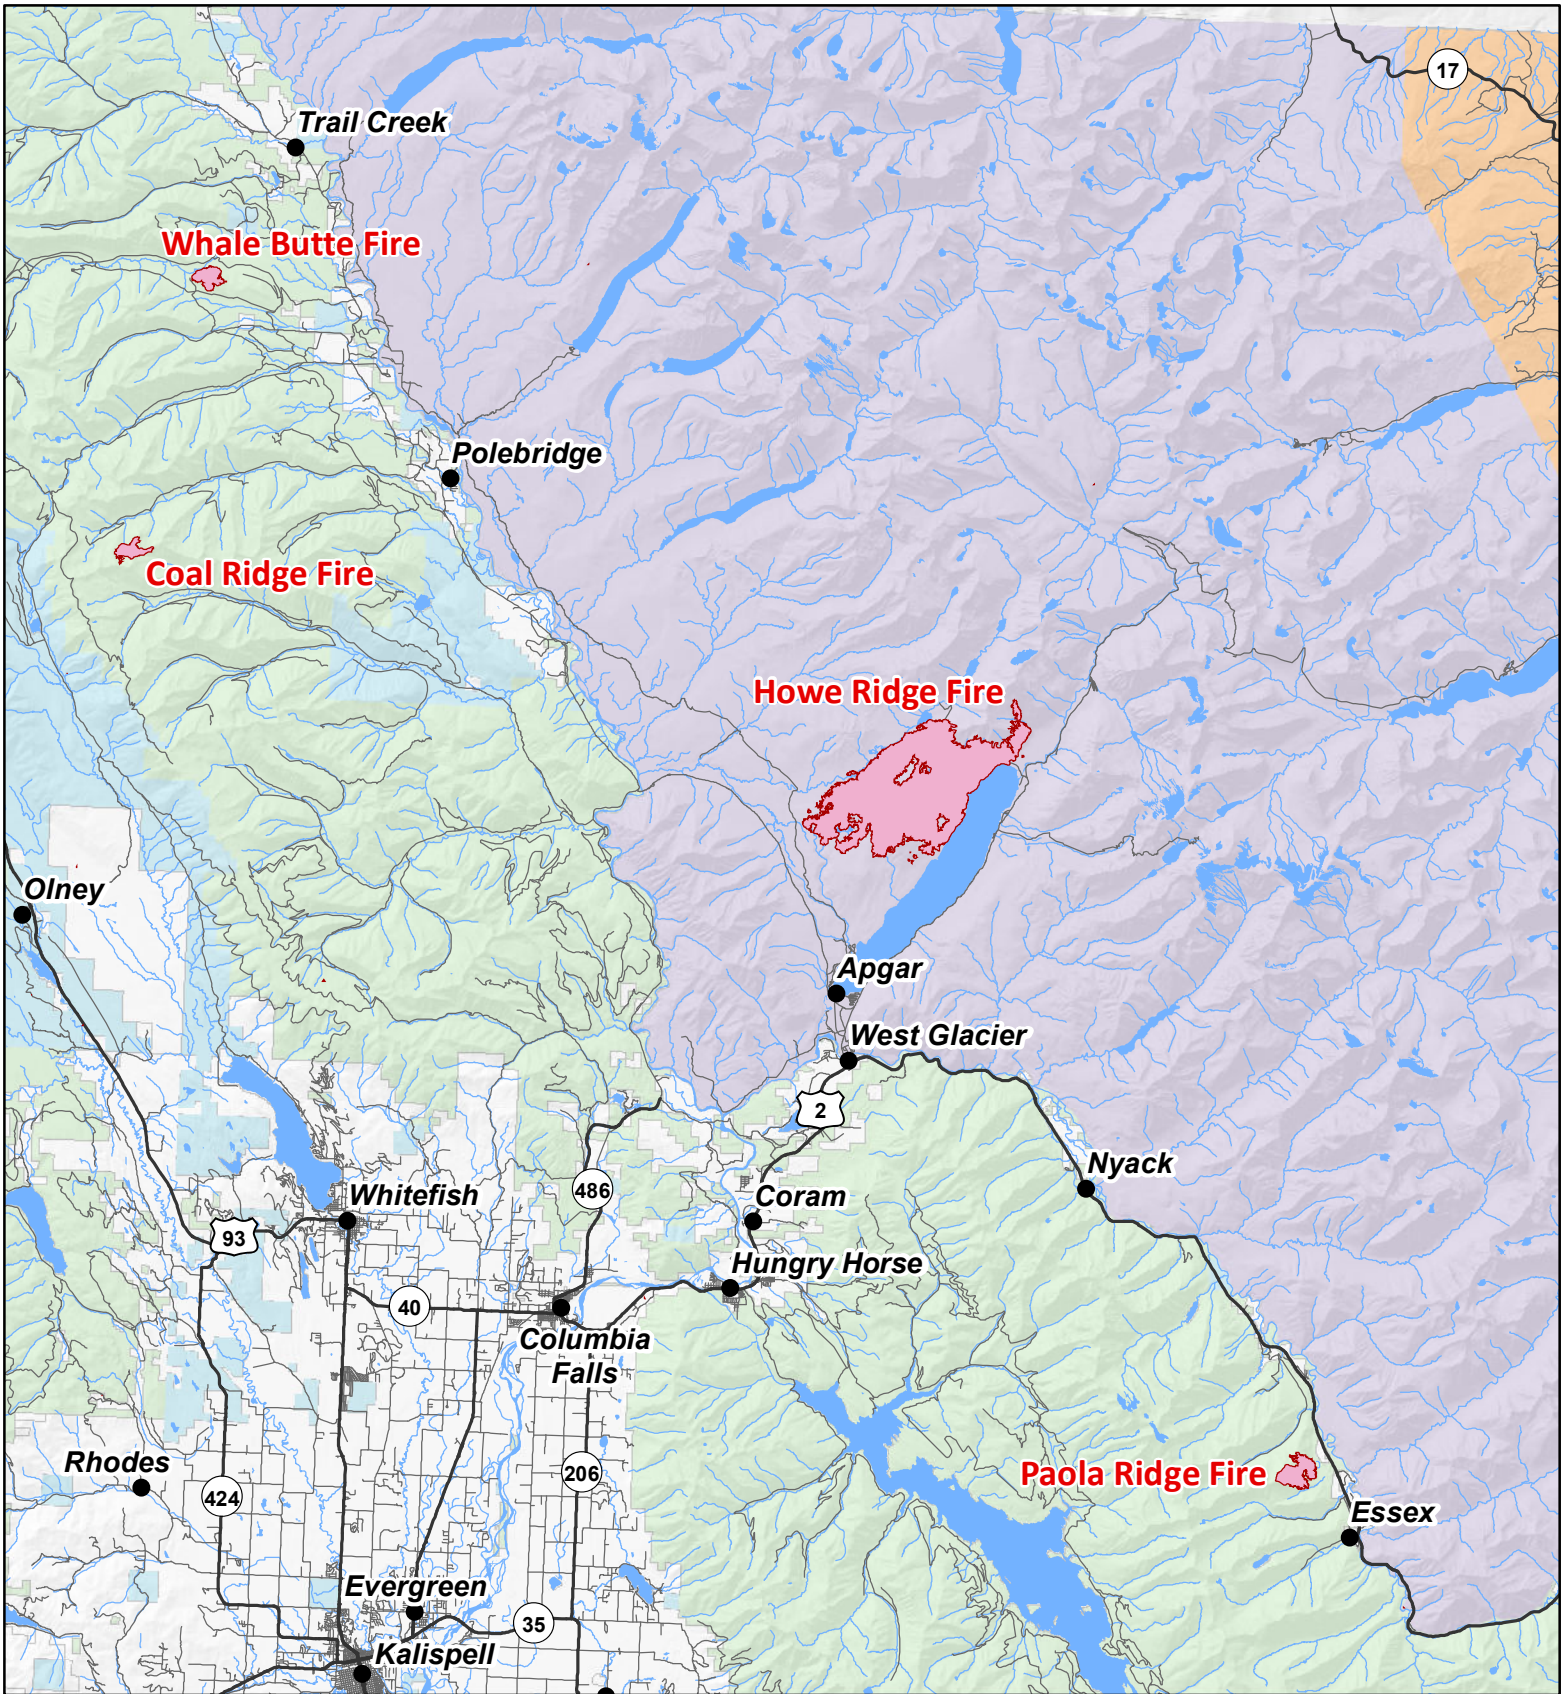 17
Trail Creek
Whale Butte Fire
Polebridge
Coal Ridge Fire
Howe Ridge Fire
Olney
Apgar
West Glacier
2
Nyack
486
Whitefish
Coram
93
Hungry Horse
40
Columbia
Falls
Rhodes
206
Paola Ridge Fire
424
Essex
Evergreen
35
Kalispell